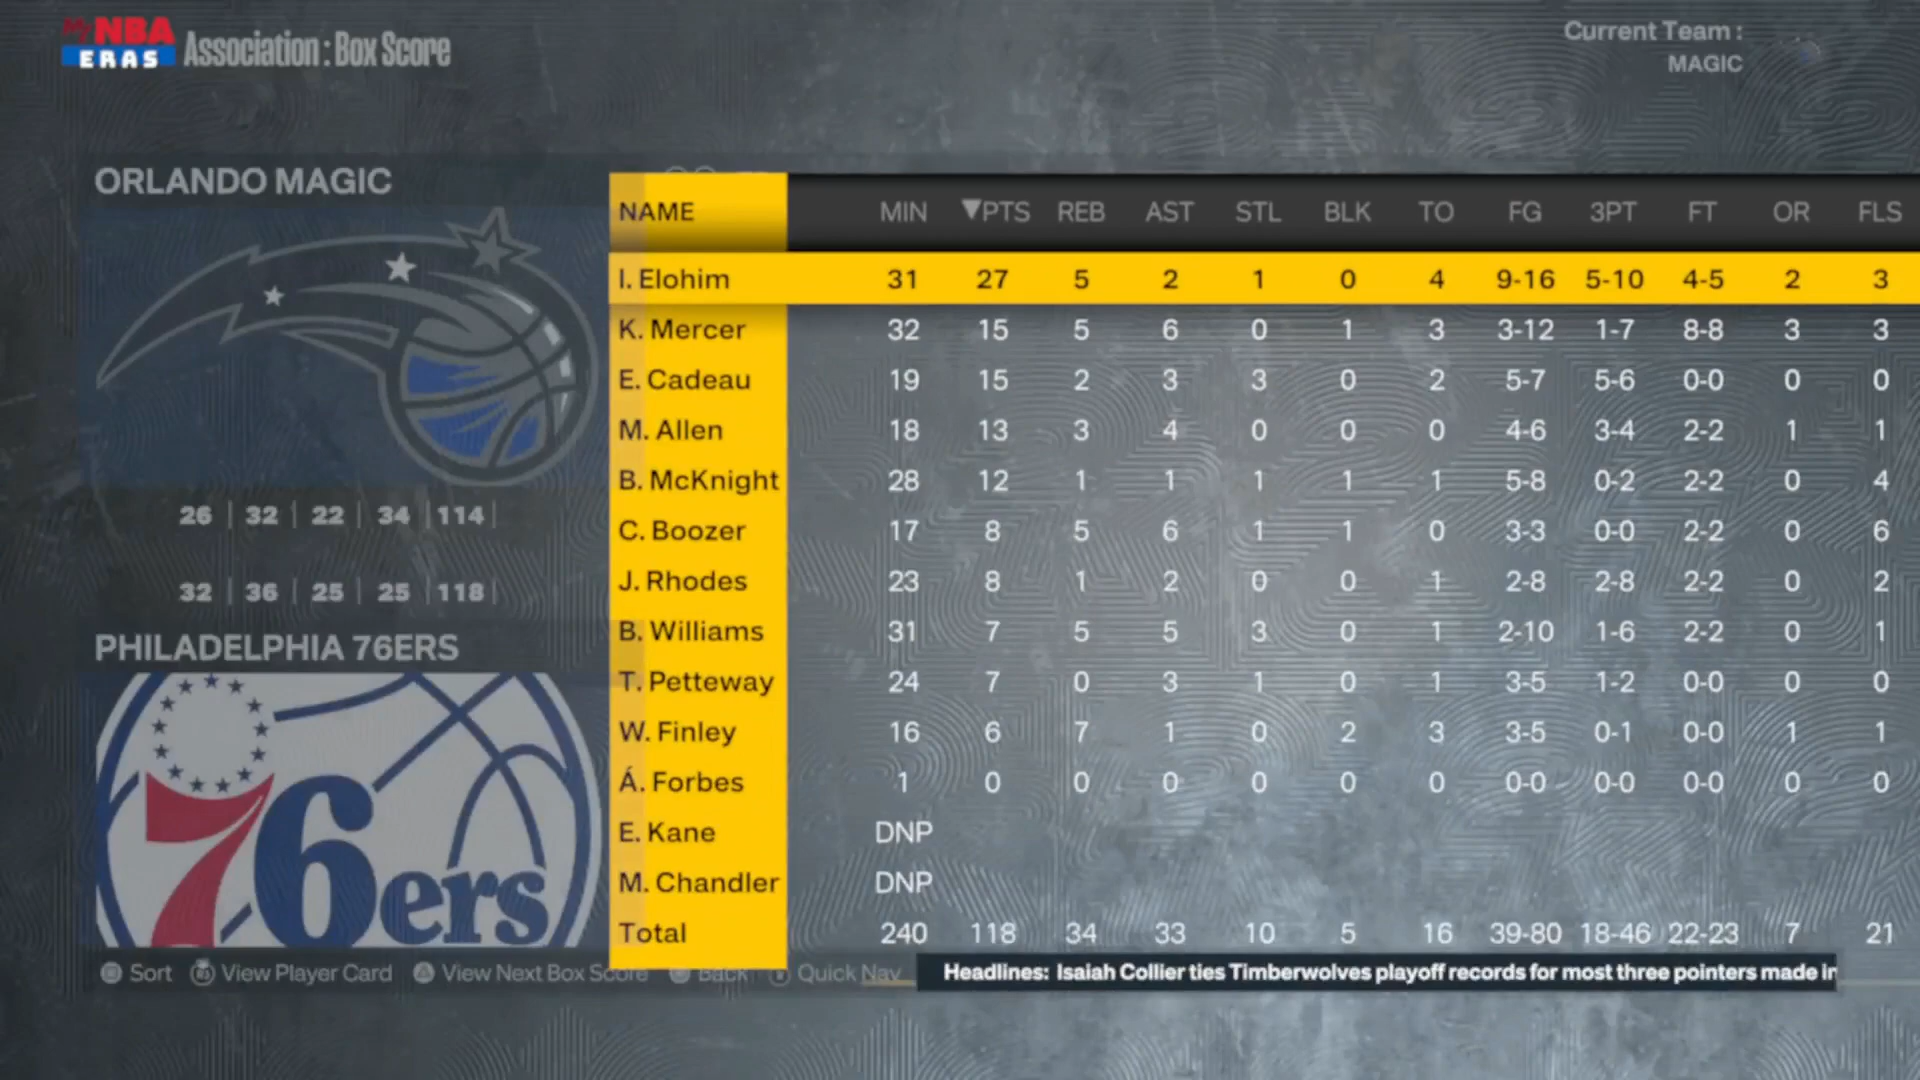 MyNBA
ERAS
Association : Box Score
Current Team :
MAGIC
ORLANDO MAGIC
26 | 32 | 22 | 34 | 114 |
32 | 36 | 25 | 25 | 118 |
PHILADELPHIA 76ERS
76ers
NAME MIN ▼PTS REB AST STL BLK TO FG 3PT FT OR FLS
I. Elohim 31 27 5 2 1 0 4 9-16 5-10 4-5 2 3
K. Mercer 32 15 5 6 0 1 3 3-12 1-7 8-8 3 3
E. Cadeau 19 15 2 3 3 0 2 5-7 5-6 0-0 0 0
M. Allen 18 13 3 4 0 0 0 4-6 3-4 2-2 1 1
B. McKnight 28 12 1 1 1 1 1 5-8 0-2 2-2 0 4
C. Boozer 17 8 5 6 1 1 0 3-3 0-0 2-2 0 6
J. Rhodes 23 8 1 2 0 0 1 2-8 2-8 2-2 0 2
B. Williams 31 7 5 5 3 0 1 2-10 1-6 2-2 0 1
T. Petteway 24 7 0 3 1 0 1 3-5 1-2 0-0 0 0
W. Finley 16 6 7 1 0 2 3 3-5 0-1 0-0 1 1
Á. Forbes 1 0 0 0 0 0 0 0-0 0-0 0-0 0 0
E. Kane DNP
M. Chandler DNP
Total 240 118 34 33 10 5 16 39-80 18-46 22-23 7 21
Sort View Player Card View Next Box Score Back Quick Nav
Headlines: Isaiah Collier ties Timberwolves playoff records for most three pointers made in